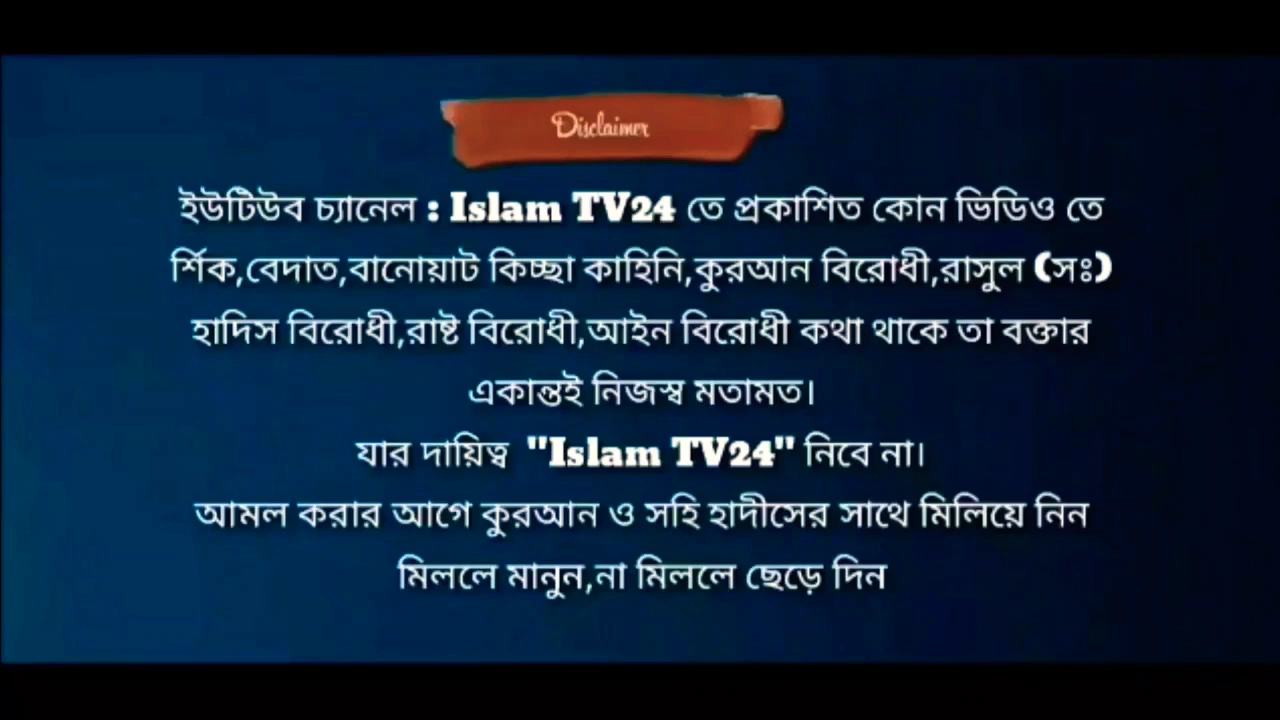 Disclaimer
ইউটিউব চ্যানেল : Islam TV24 তে প্রকাশিত কোন ভিডিও তে
র্শিক,বেদাত,বানোয়াট কিচ্ছা কাহিনি,কুরআন বিরোধী,রাসুল (সঃ)
হাদিস বিরোধী,রাষ্ট বিরোধী,আইন বিরোধী কথা থাকে তা বক্তার
একান্তই নিজস্ব মতামত।
যার দায়িত্ব "Islam TV24" নিবে না।
আমল করার আগে কুরআন ও সহি হাদীসের সাথে মিলিয়ে নিন
মিললে মানুন,না মিললে ছেড়ে দিন